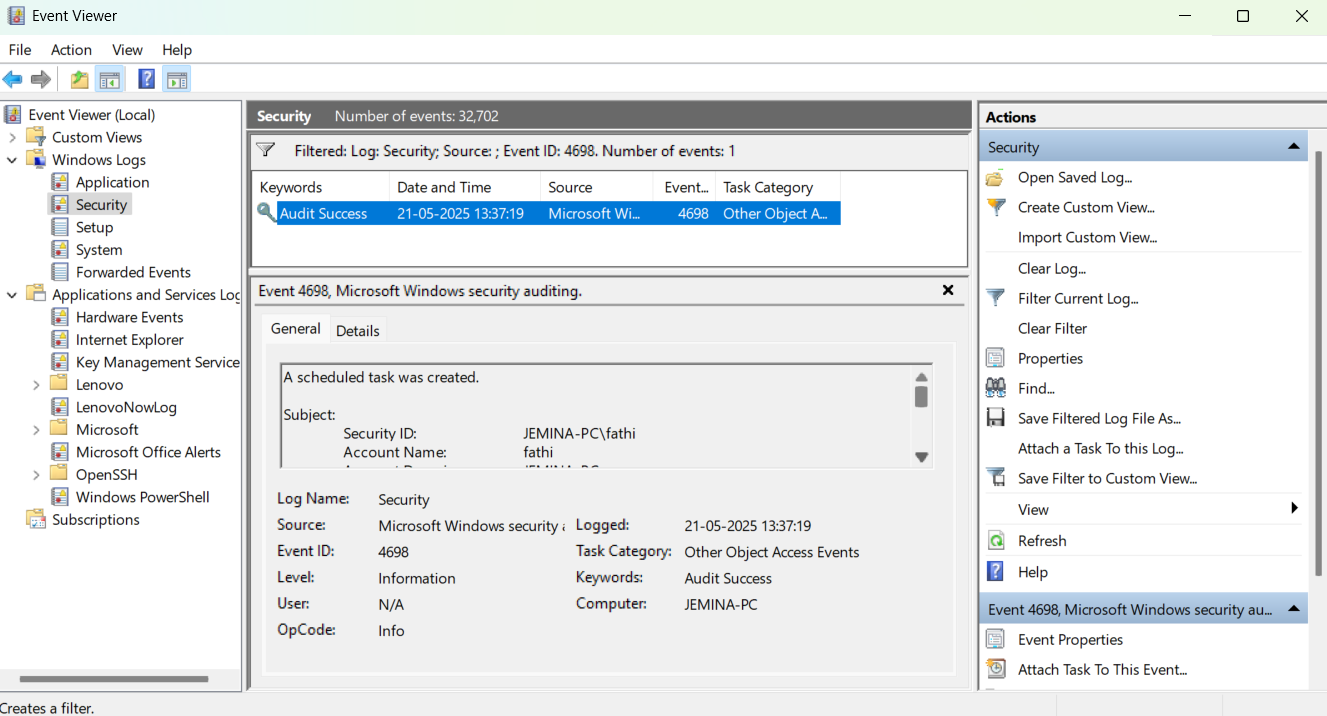 Event Viewer
File Action View Help
Event Viewer (Local)
Custom Views
Windows Logs
Application
Security
Setup
System
Forwarded Events
Applications and Services Log
Hardware Events
Internet Explorer
Key Management Service
Lenovo
LenovoNowLog
Microsoft
Microsoft Office Alerts
OpenSSH
Windows PowerShell
Subscriptions
Security Number of events: 32,702
Filtered: Log: Security; Source: ; Event ID: 4698. Number of events: 1
Keywords Date and Time Source Event... Task Category
Audit Success 21-05-2025 13:37:19 Microsoft Wi... 4698 Other Object A...
Event 4698, Microsoft Windows security auditing.
General Details
A scheduled task was created.
Subject:
Security ID: JEMINA-PC\fathi
Account Name: fathi
Log Name: Security
Source: Microsoft Windows security Logged: 21-05-2025 13:37:19
Event ID: 4698 Task Category: Other Object Access Events
Level: Information Keywords: Audit Success
User: N/A Computer: JEMINA-PC
OpCode: Info
Actions
Security
Open Saved Log...
Create Custom View...
Import Custom View...
Clear Log...
Filter Current Log...
Clear Filter
Properties
Find...
Save Filtered Log File As...
Attach a Task To this Log...
Save Filter to Custom View...
View
Refresh
Help
Event 4698, Microsoft Windows security au...
Event Properties
Attach Task To This Event...
Creates a filter.